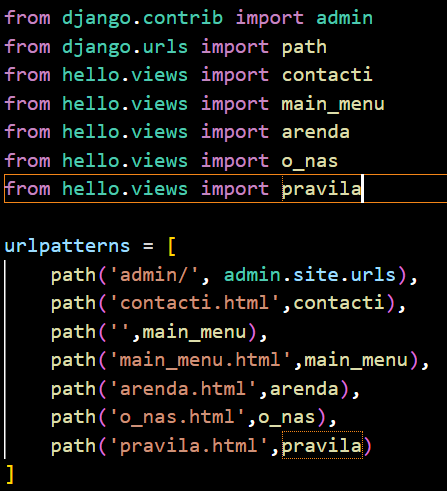 from django.contrib import admin
from django.urls import path
from hello.views import contacti
from hello.views import main_menu
from hello.views import arenda
from hello.views import o_nas
from hello.views import pravila

urlpatterns = [
    path('admin/', admin.site.urls),
    path('contacti.html',contacti),
    path('',main_menu),
    path('main_menu.html',main_menu),
    path('arenda.html',arenda),
    path('o_nas.html',o_nas),
    path('pravila.html',pravila)
]